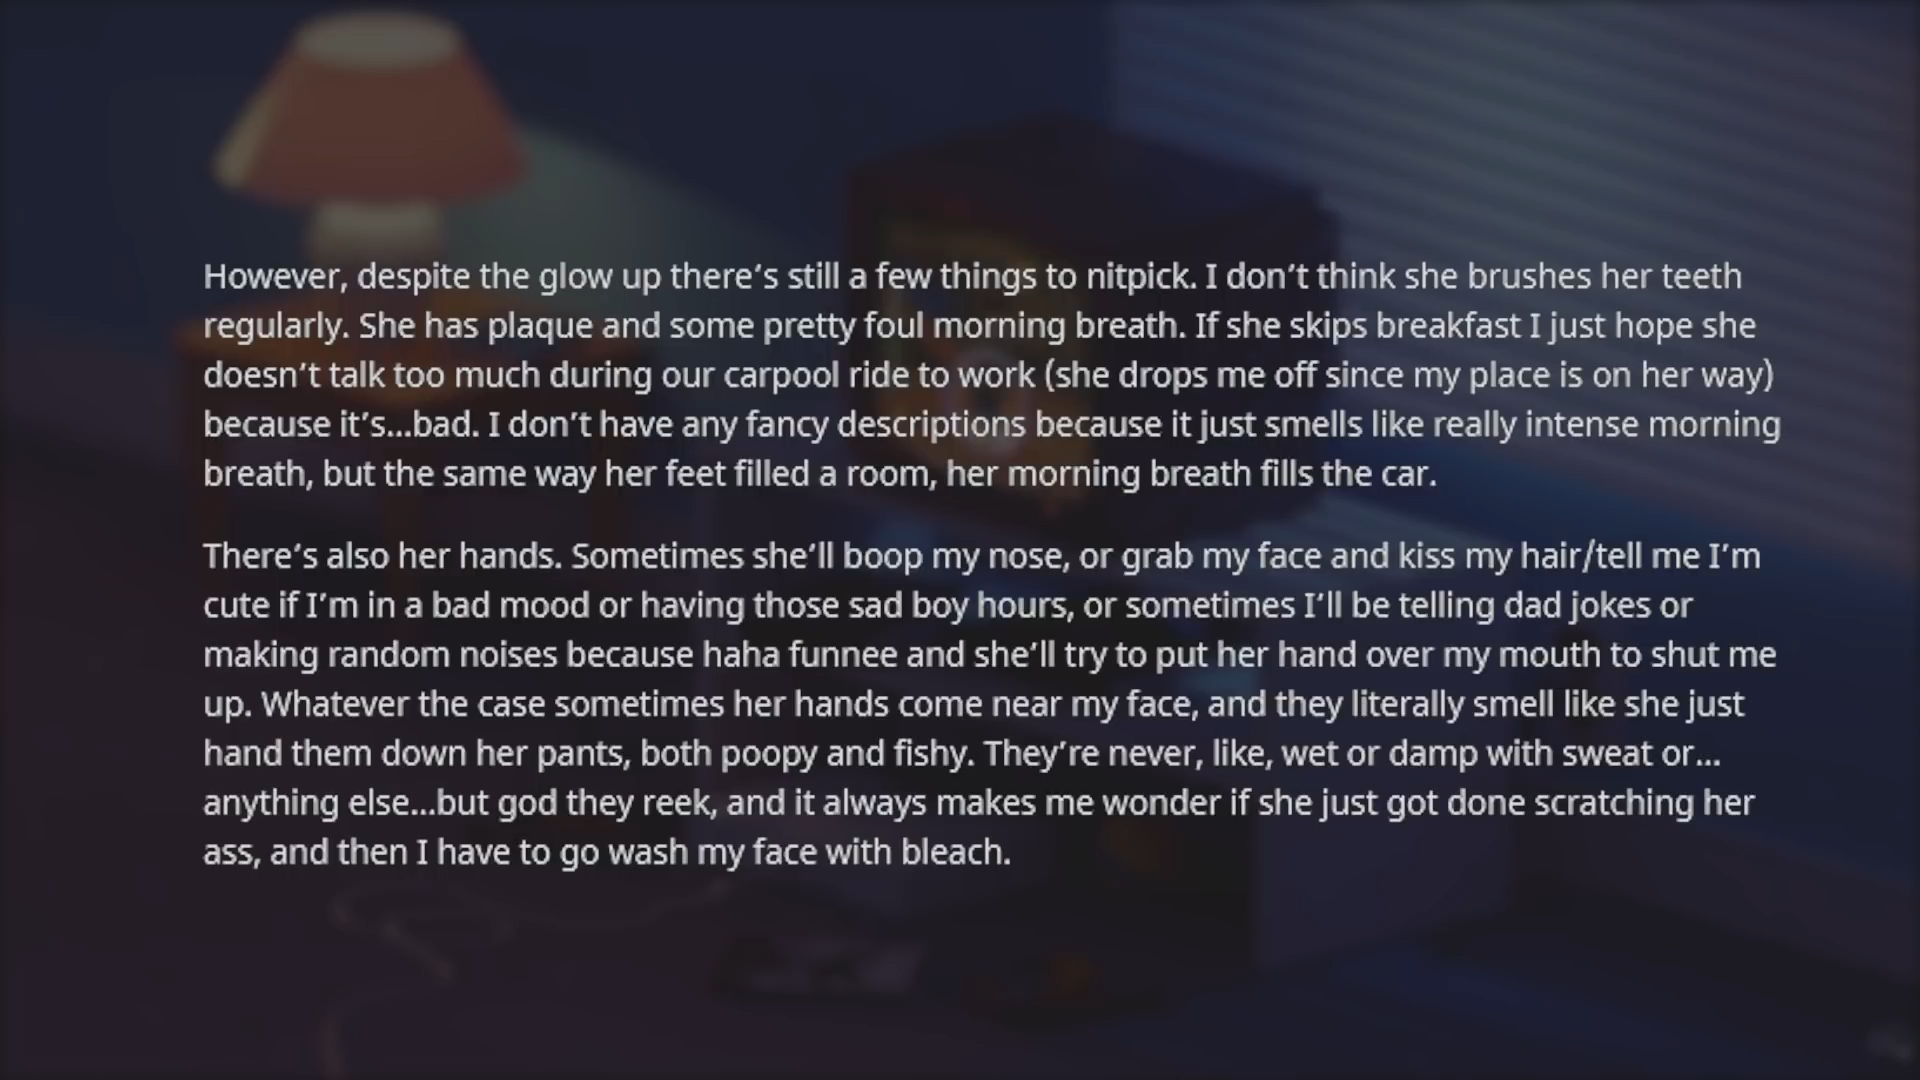 However, despite the glow up there's still a few things to nitpick. I don't think she brushes her teeth
regularly. She has plaque and some pretty foul morning breath. If she skips breakfast I just hope she
doesn't talk too much during our carpool ride to work (she drops me off since my place is on her way)
because it's...bad. I don't have any fancy descriptions because it just smells like really intense morning
breath, but the same way her feet filled a room, her morning breath fills the car.
There's also her hands. Sometimes she'll boop my nose, or grab my face and kiss my hair/tell me I'm
cute if I'm in a bad mood or having those sad boy hours, or sometimes I'll be telling dad jokes or
making random noises because haha funnee and she'll try to put her hand over my mouth to shut me
up. Whatever the case sometimes her hands come near my face, and they literally smell like she just
hand them down her pants, both poopy and fishy. They're never, like, wet or damp with sweat or...
anything else...but god they reek, and it always makes me wonder if she just got done scratching her
ass, and then I have to go wash my face with bleach.